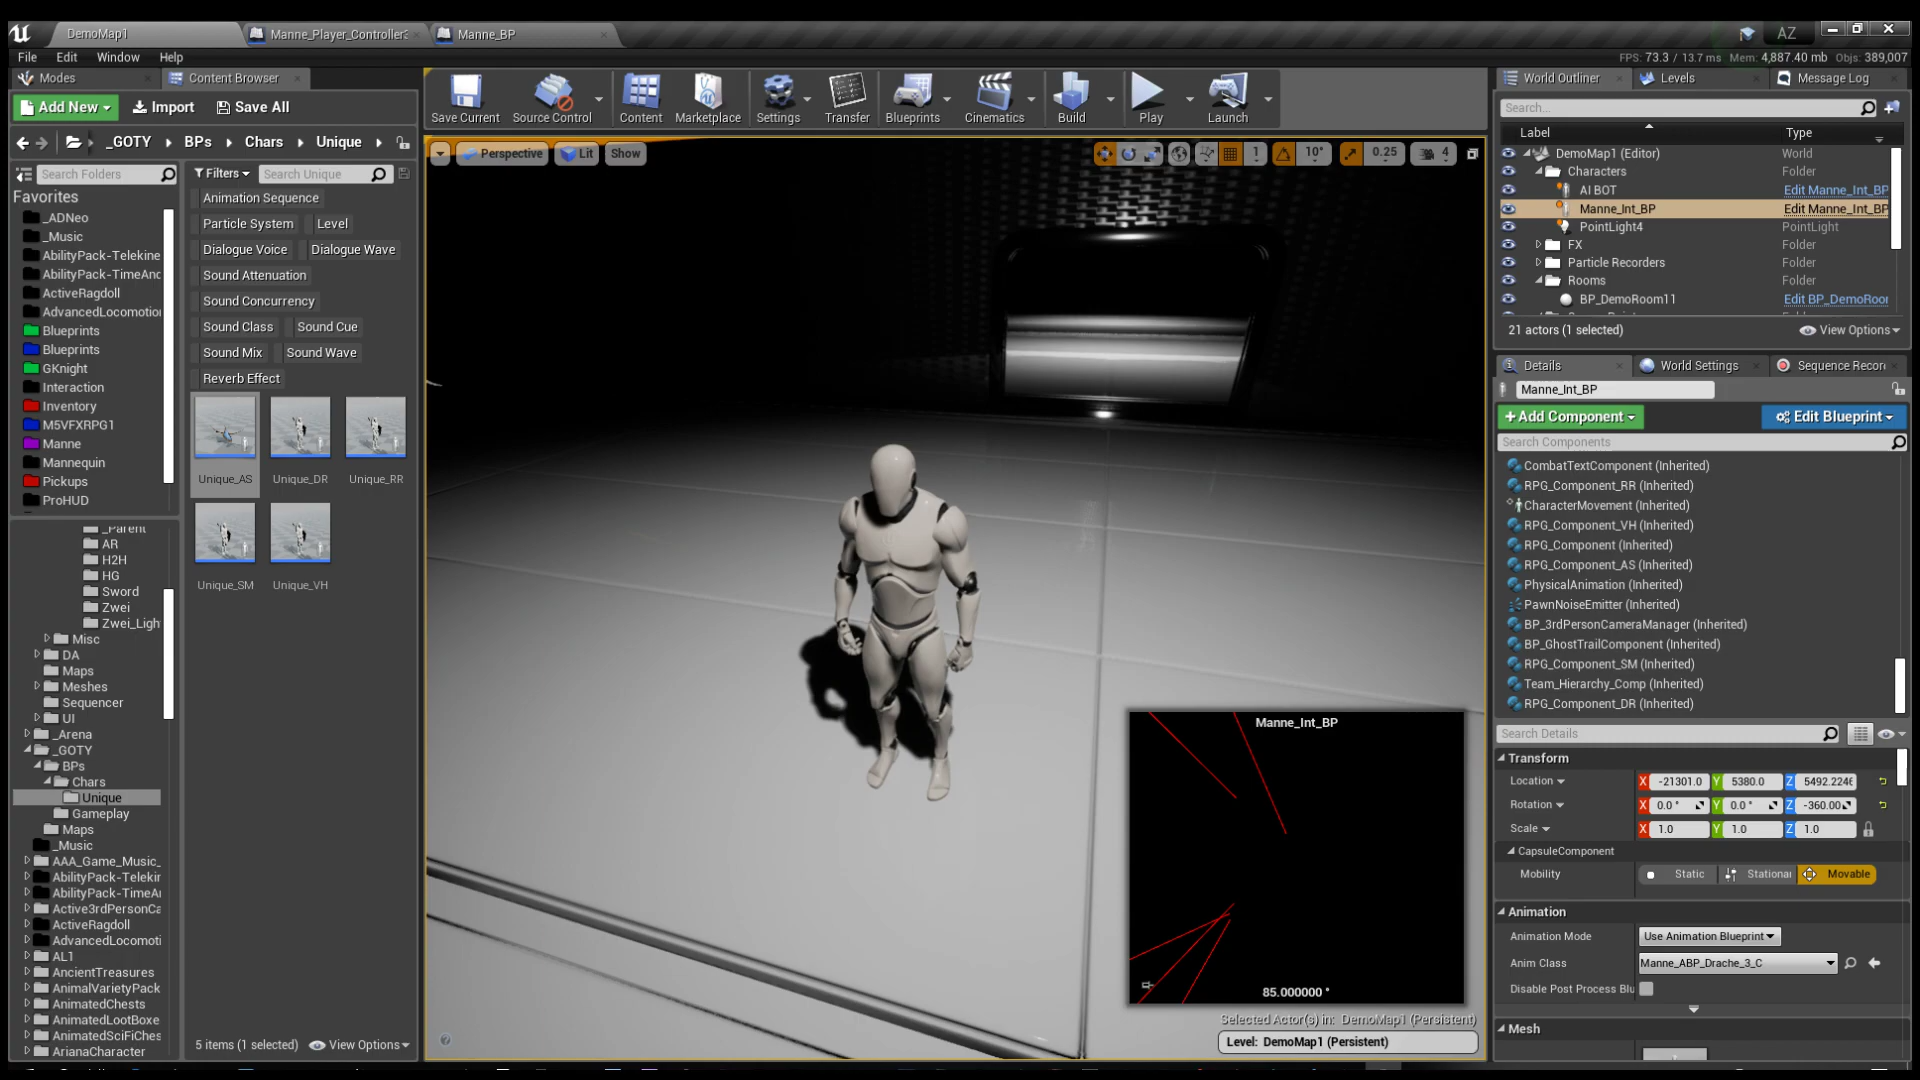 DemoMap1
Manne_Player_Controller
Manne_BP
AZ
File Edit Window Help
FPS: 73.3 / 13.7 ms Mem: 4,887.40 mb Objs: 389,007
Modes
Content Browser
Add New
Import
Save All
_GOTY
BPs
Chars
Unique
Search Folders
Filters
Search Unique
Favorites
_ADNeo
_Music
AbilityPack-Telekine
AbilityPack-TimeAnc
ActiveRagdoll
AdvancedLocomotio
Blueprints
Blueprints
GKnight
Interaction
Inventory
M5VFXRPG1
Manne
Mannequin
Pickups
ProHUD
_Parent
AR
H2H
HG
Sword
Zwei
Zwei_Ligh
Misc
DA
Maps
Meshes
Sequencer
UI
_Arena
_GOTY
BPs
Chars
Unique
Gameplay
Maps
_Music
AAA_Game_Music_
AbilityPack-Telekir
AbilityPack-TimeAr
Active3rdPersonCa
ActiveRagdoll
AdvancedLocomoti
AL1
AncientTreasures
AnimalVarietyPack
AnimatedChests
AnimatedLootBoxe
AnimatedSciFiChes
ArianaCharacter
Animation Sequence
Particle System
Level
Dialogue Voice
Dialogue Wave
Sound Attenuation
Sound Concurrency
Sound Class
Sound Cue
Sound Mix
Sound Wave
Reverb Effect
Unique_AS
Unique_DR
Unique_RR
Unique_SM
Unique_VH
5 items (1 selected)
View Options
Save Current
Source Control
Content
Marketplace
Settings
Transfer
Blueprints
Cinematics
Build
Play
Launch
Perspective
Lit
Show
1
10°
0.25
4
Manne_Int_BP
85.000000 °
Selected Actor(s) in: DemoMap1 (Persistent)
Level: DemoMap1 (Persistent)
World Outliner
Levels
Message Log
Search...
Label
Type
DemoMap1 (Editor)
World
Characters
Folder
AI BOT
Edit Manne_Int_BP
Manne_Int_BP
Edit Manne_Int_BP
PointLight4
PointLight
FX
Folder
Particle Recorders
Folder
Rooms
Folder
BP_DemoRoom11
Edit BP_DemoRoor
21 actors (1 selected)
View Options
Details
World Settings
Sequence Recor
Manne_Int_BP
+Add Component
Edit Blueprint
Search Components
CombatTextComponent (Inherited)
RPG_Component_RR (Inherited)
CharacterMovement (Inherited)
RPG_Component_VH (Inherited)
RPG_Component (Inherited)
RPG_Component_AS (Inherited)
PhysicalAnimation (Inherited)
PawnNoiseEmitter (Inherited)
BP_3rdPersonCameraManager (Inherited)
BP_GhostTrailComponent (Inherited)
RPG_Component_SM (Inherited)
Team_Hierarchy_Comp (Inherited)
RPG_Component_DR (Inherited)
Search Details
Transform
Location X -21301.0 Y 5380.0 Z 5492.2246
Rotation X 0.0 ° Y 0.0 ° Z -360.00
Scale X 1.0 Y 1.0 Z 1.0
CapsuleComponent
Mobility Static Stationar Movable
Animation
Animation Mode Use Animation Blueprint
Anim Class Manne_ABP_Drache_3_C
Disable Post Process Blu
Mesh